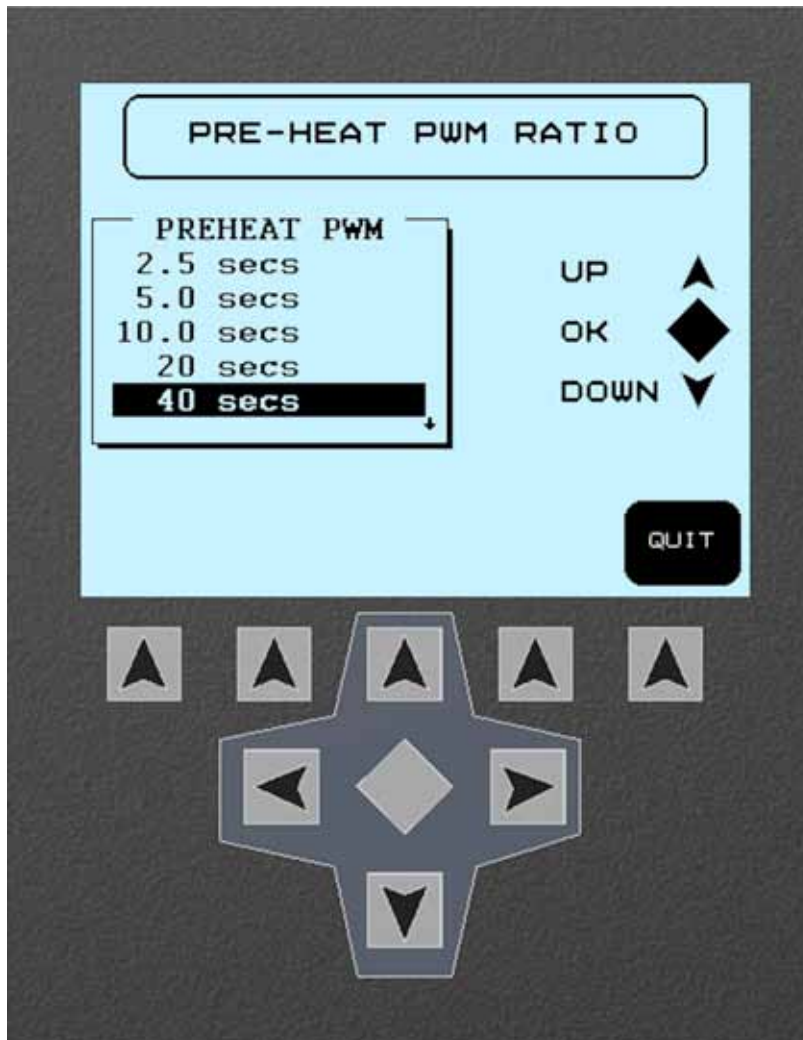 PRE-HEAT PWM RATIO
PREHEAT PWM
2.5 secs
5.0 secs
10.0 secs
20 secs
40 secs
UP
OK
DOWN
QUIT